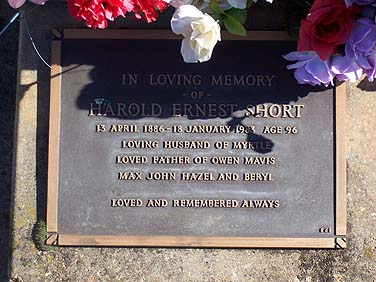 IN LOVING MEMORY
- OF -
HAROLD ERNEST SHORT
13 APRIL 1886 - 18 JANUARY 1983 AGE 96
LOVING HUSBAND OF MYRTLE
LOVED FATHER OF OWEN MAVIS
MAX JOHN HAZEL AND BERYL
LOVED AND REMEMBERED ALWAYS